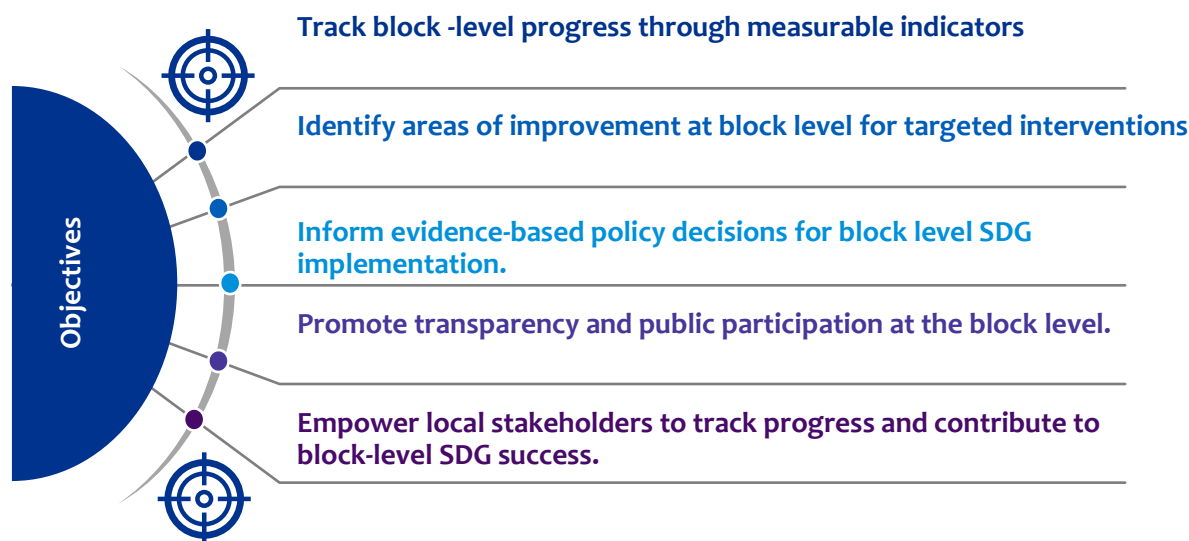 Track block -level progress through measurable indicators
Identify areas of improvement at block level for targeted interventions
Objectives
Inform evidence-based policy decisions for block level SDG
implementation.
Promote transparency and public participation at the block level.
Empower local stakeholders to track progress and contribute to
block-level SDG success.